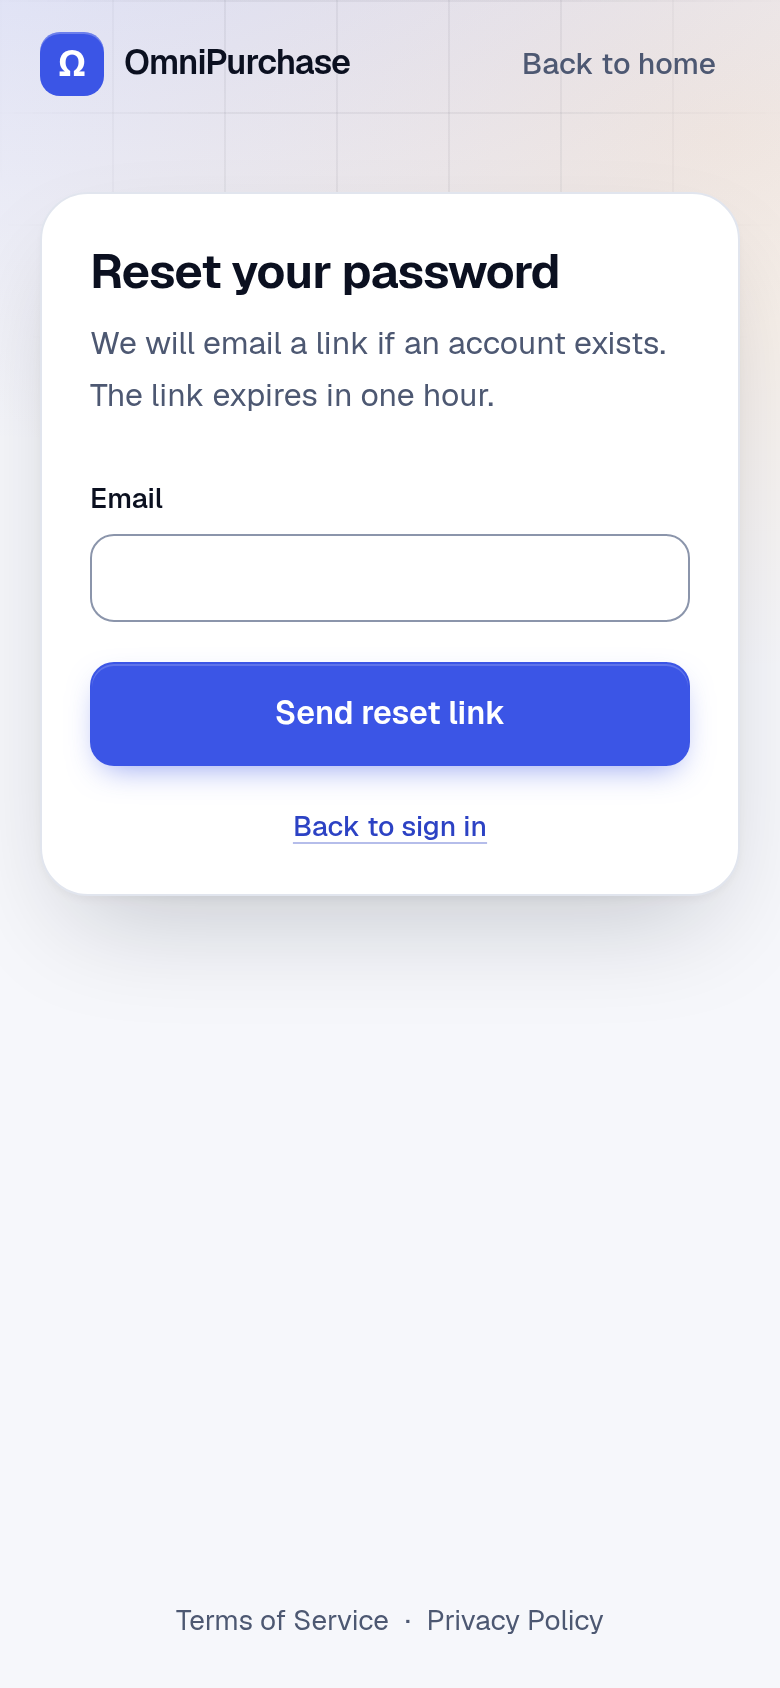 Ω OmniPurchase Back to home
Reset your password
We will email a link if an account exists.
The link expires in one hour.
Email
Send reset link
Back to sign in
Terms of Service · Privacy Policy